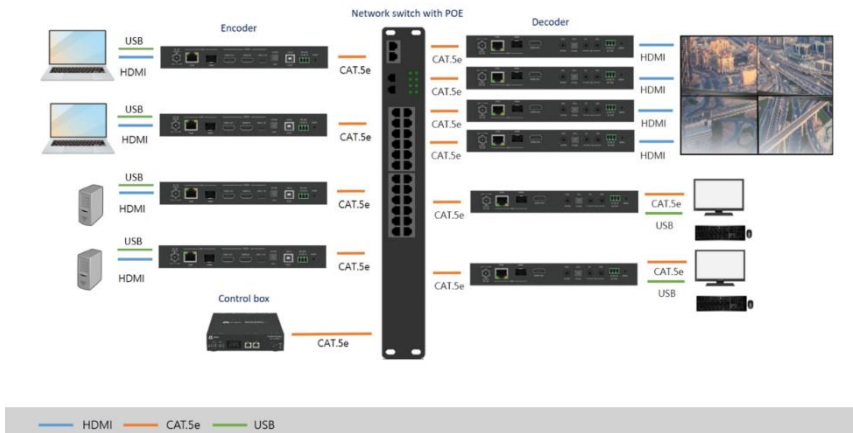 Network switch with POE
Encoder
Decoder
USB
HDMI
CAT.5e
CAT.5e
HDMI
USB
HDMI
CAT.5e
CAT.5e
HDMI
CAT.5e
HDMI
CAT.5e
HDMI
USB
HDMI
CAT.5e
CAT.5e
CAT.5e
USB
USB
HDMI
CAT.5e
CAT.5e
CAT.5e
USB
Control box
CAT.5e
HDMI CAT.5e USB